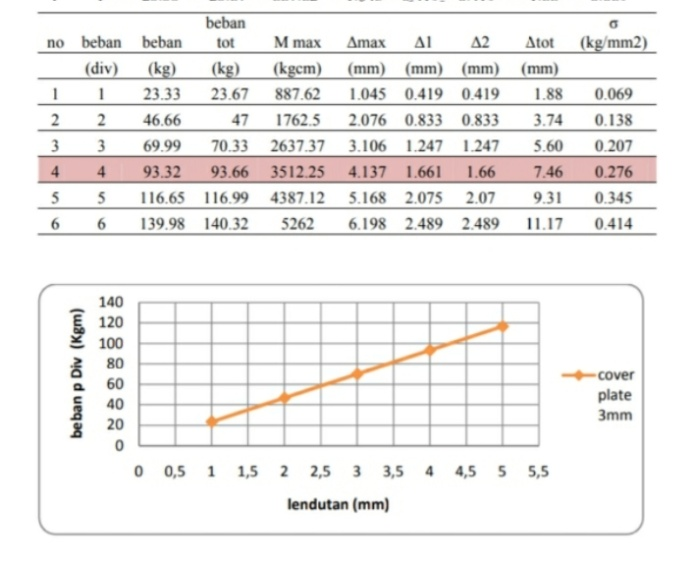 beban σ
no beban beban tot M max Δmax Δ1 Δ2 Δtot (kg/mm2)
(div) (kg) (kg) (kgcm) (mm) (mm) (mm) (mm)
1 1 23.33 23.67 887.62 1.045 0.419 0.419 1.88 0.069
2 2 46.66 47 1762.5 2.076 0.833 0.833 3.74 0.138
3 3 69.99 70.33 2637.37 3.106 1.247 1.247 5.60 0.207
4 4 93.32 93.66 3512.25 4.137 1.661 1.66 7.46 0.276
5 5 116.65 116.99 4387.12 5.168 2.075 2.07 9.31 0.345
6 6 139.98 140.32 5262 6.198 2.489 2.489 11.17 0.414
beban p Div (Kgm)
140
120
100
80
60
40
20
0
0 0,5 1 1,5 2 2,5 3 3,5 4 4,5 5 5,5
lendutan (mm)
cover
plate
3mm